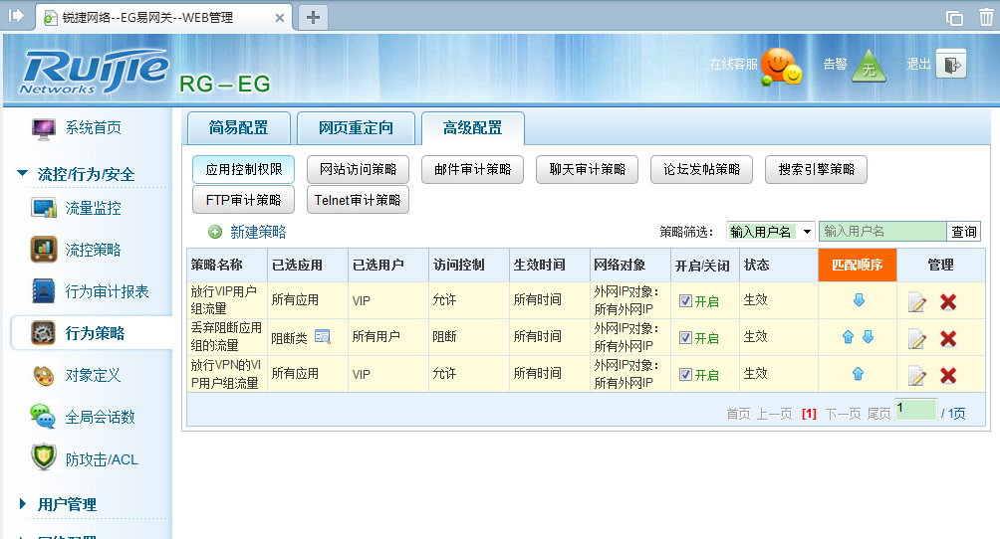 锐捷网络--EG易网关--WEB管理
Ruijie
Networks
RG-EG
在线客服
告警
无
退出
系统首页
流控/行为/安全
流量监控
流控策略
行为审计报表
行为策略
对象定义
全局会话数
防攻击/ACL
用户管理
简易配置 网页重定向 高级配置
应用控制权限 网站访问策略 邮件审计策略 聊天审计策略 论坛发帖策略 搜索引擎策略
FTP审计策略 Telnet审计策略
新建策略 策略筛选： 输入用户名 输入用户名 查询
策略名称 已选应用 已选用户 访问控制 生效时间 网络对象 开启/关闭 状态 匹配顺序 管理
放行VIP用户组流量 所有应用 VIP 允许 所有时间 外网IP对象：所有外网IP 开启 生效
丢弃阻断应用组的流量 阻断类 所有用户 阻断 所有时间 外网IP对象：所有外网IP 开启 生效
放行VPN的VIP用户组流量 所有应用 VIP 允许 所有时间 外网IP对象：所有外网IP 开启 生效
首页 上一页 [1] 下一页 尾页 1 / 1页